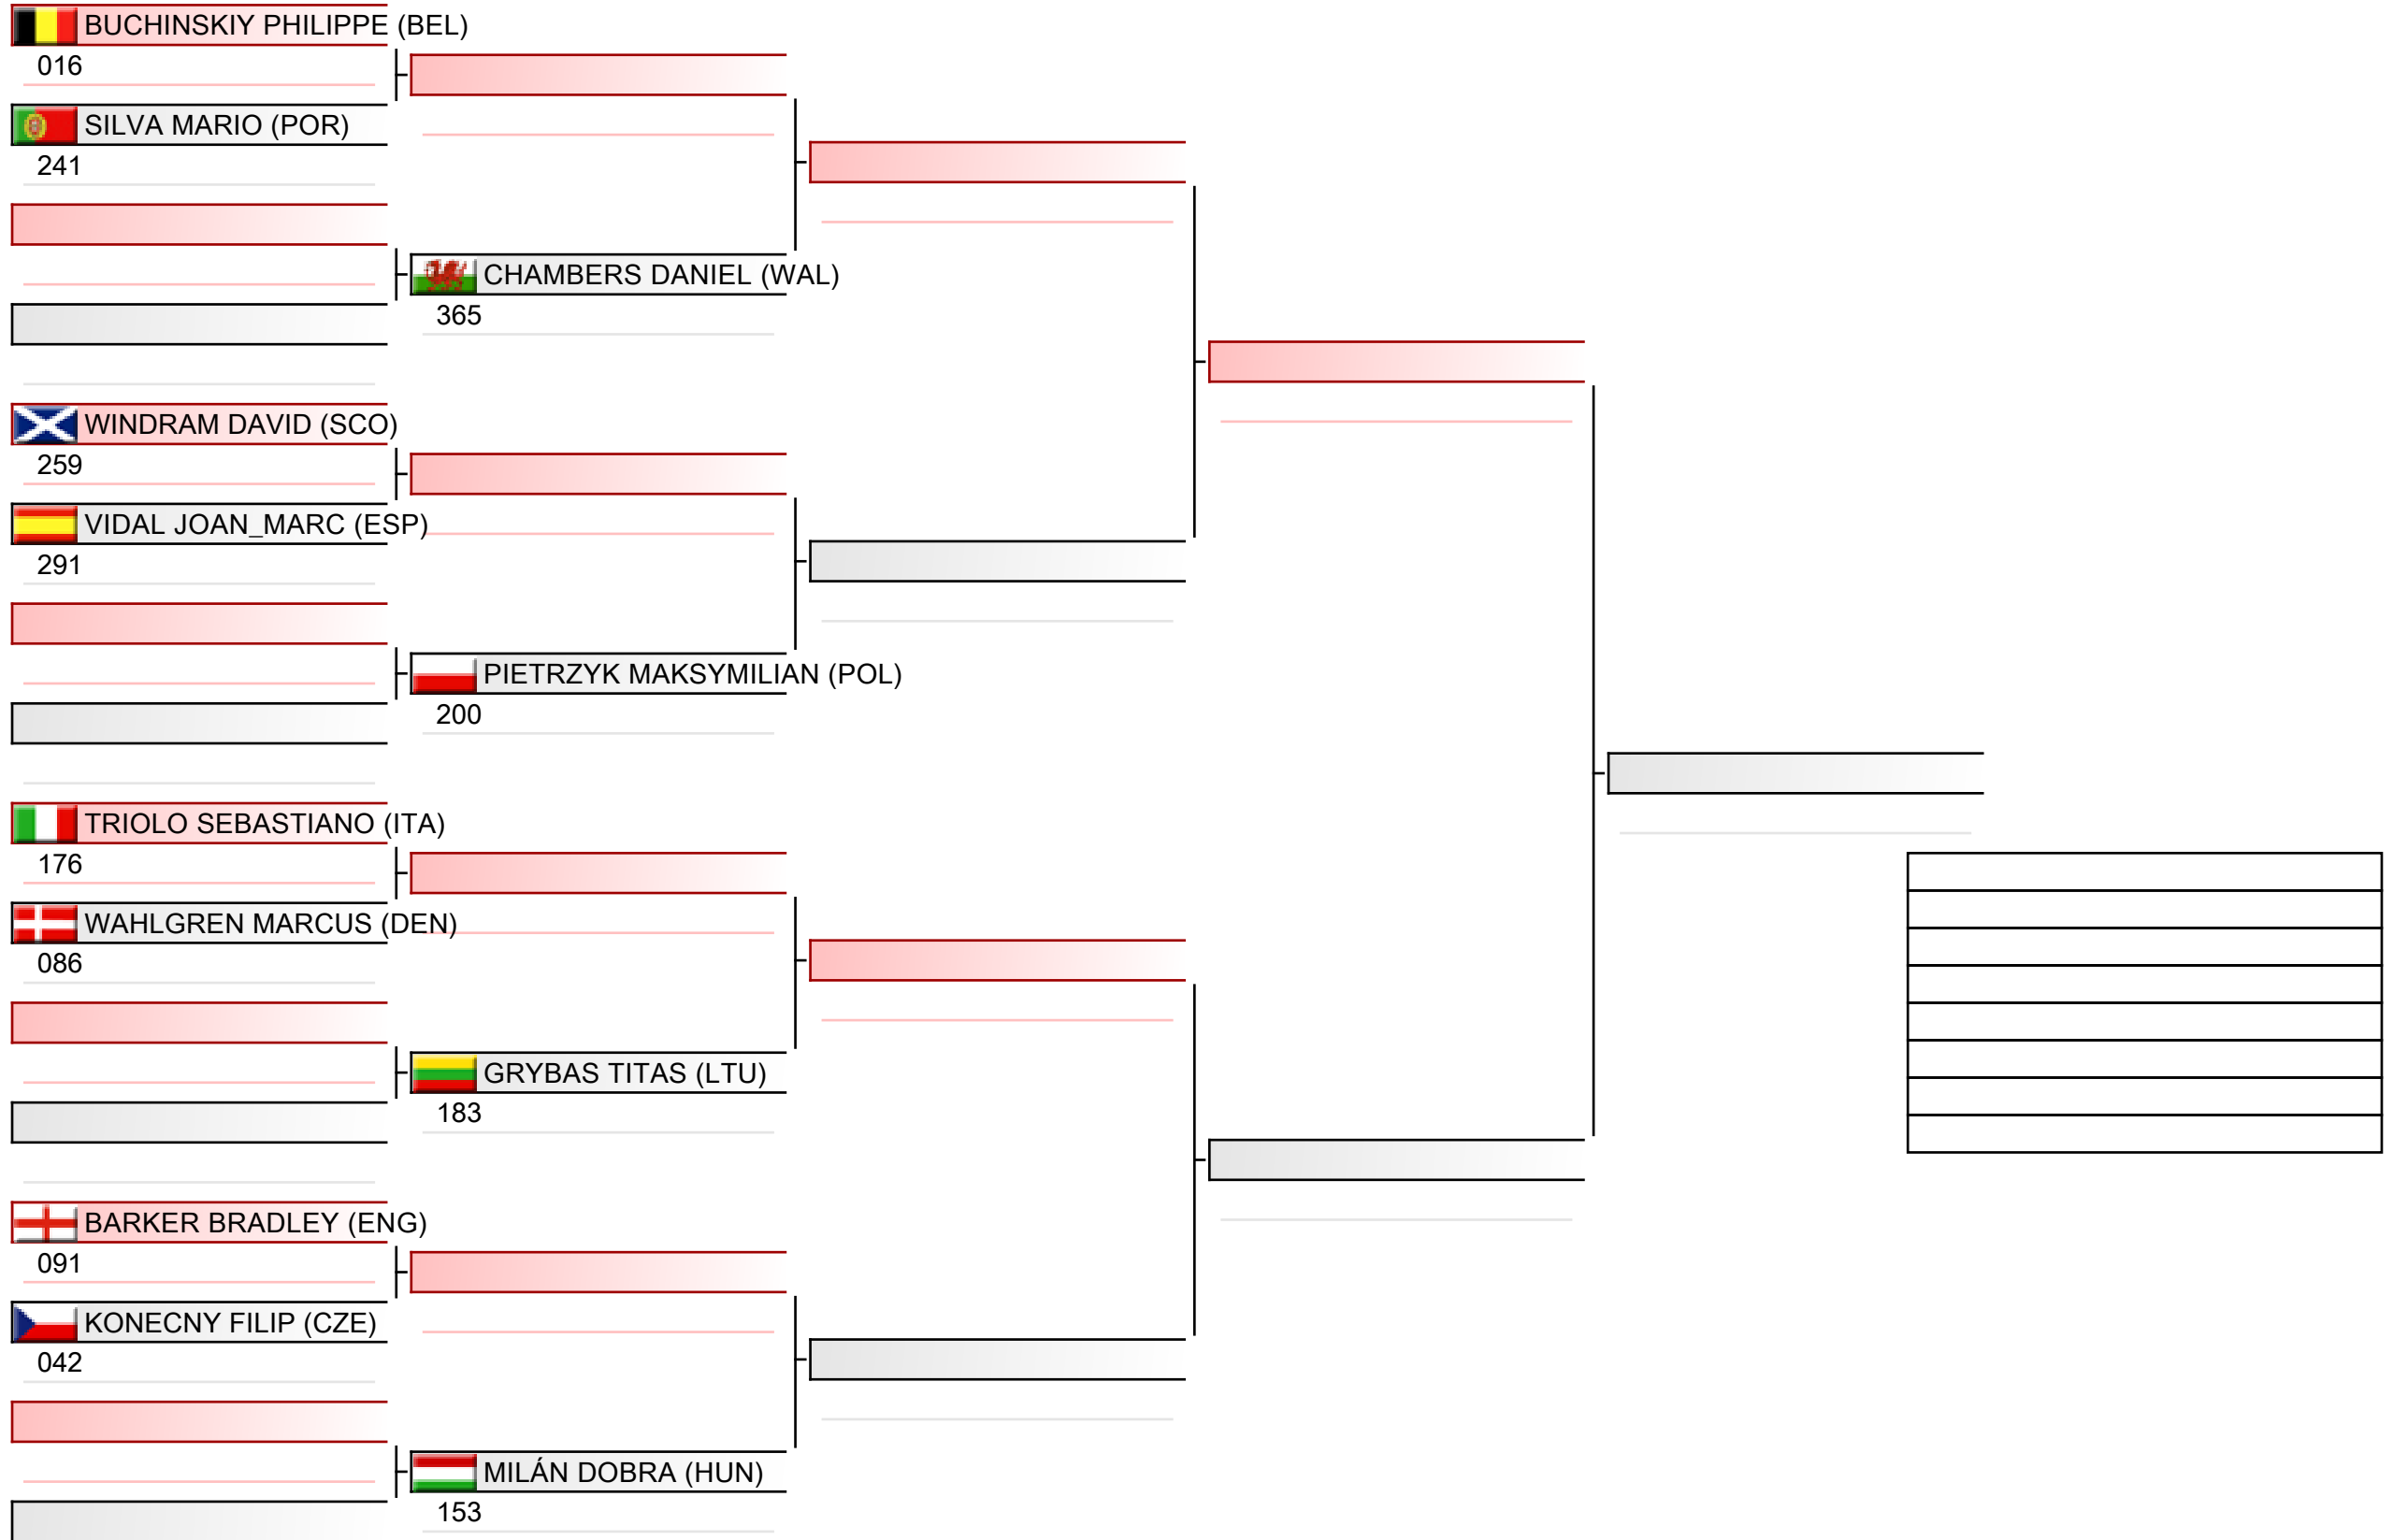 BUCHINSKIY PHILIPPE (BEL)
016
SILVA MARIO (POR)
241
CHAMBERS DANIEL (WAL)
365
WINDRAM DAVID (SCO)
259
VIDAL JOAN_MARC (ESP)
291
PIETRZYK MAKSYMILIAN (POL)
200
TRIOLO SEBASTIANO (ITA)
176
WAHLGREN MARCUS (DEN)
086
GRYBAS TITAS (LTU)
183
BARKER BRADLEY (ENG)
091
KONECNY FILIP (CZE)
042
MILÁN DOBRA (HUN)
153